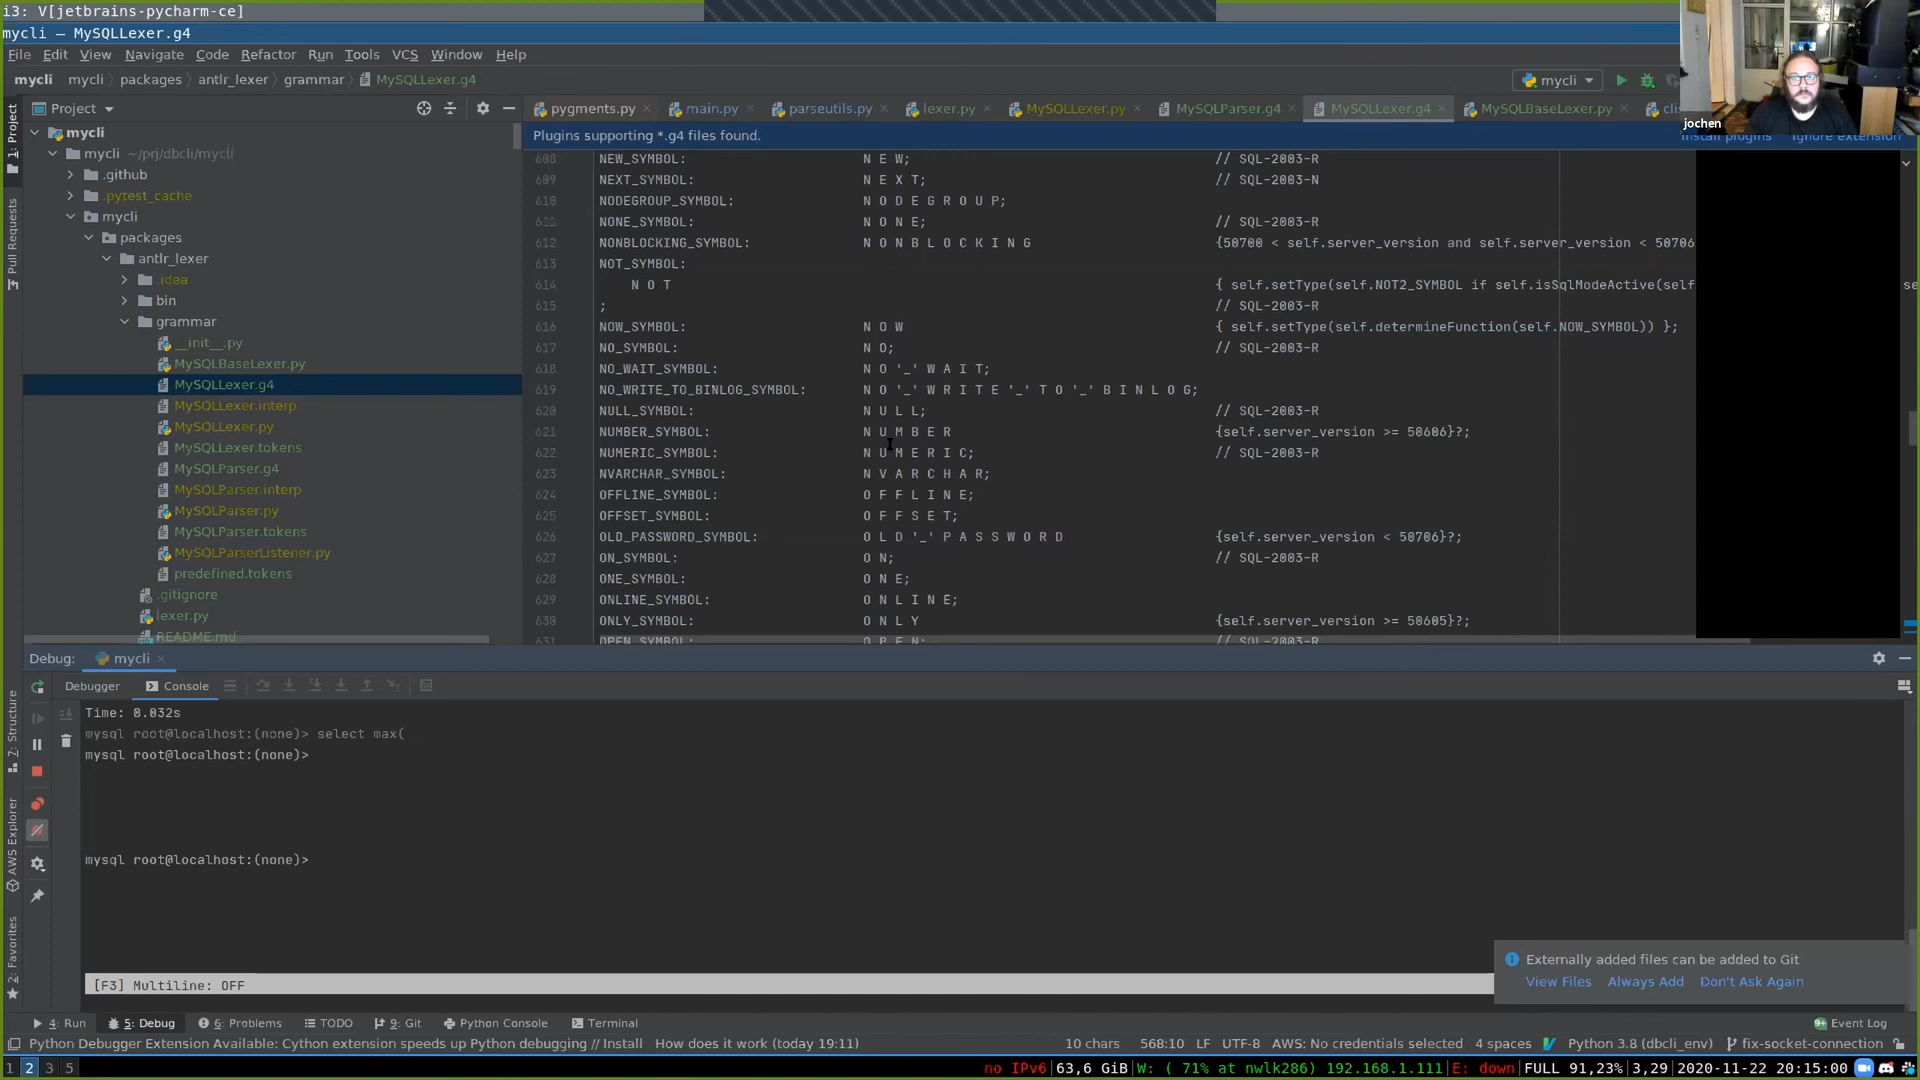 i3: V[jetbrains-pycharm-ce]
mycli – MySQLLexer.g4
File Edit View Navigate Code Refactor Run Tools VCS Window Help
mycli mycli packages antlr_lexer grammar MySQLLexer.g4
mycli
jochen
Project
pygments.py main.py parseutils.py lexer.py MySQLLexer.py MySQLParser.g4 MySQLLexer.g4 MySQLBaseLexer.py
Plugins supporting *.g4 files found.
Install plugins Ignore extension
1: Project
Pull Requests
7: Structure
AWS Explorer
2: Favorites
mycli
mycli ~/prj/dbcli/mycli
.github
.pytest_cache
mycli
packages
antlr_lexer
.idea
bin
grammar
__init__.py
MySQLBaseLexer.py
MySQLLexer.g4
MySQLLexer.interp
MySQLLexer.py
MySQLLexer.tokens
MySQLParser.g4
MySQLParser.interp
MySQLParser.py
MySQLParser.tokens
MySQLParserListener.py
predefined.tokens
.gitignore
lexer.py
README.md
608 NEW_SYMBOL: N E W; // SQL-2003-R
609 NEXT_SYMBOL: N E X T; // SQL-2003-N
610 NODEGROUP_SYMBOL: N O D E G R O U P;
611 NONE_SYMBOL: N O N E; // SQL-2003-R
612 NONBLOCKING_SYMBOL: N O N B L O C K I N G {50700 < self.server_version and self.server_version < 50706
613 NOT_SYMBOL:
614 N O T { self.setType(self.NOT2_SYMBOL if self.isSqlModeActive(self
615 ; // SQL-2003-R
616 NOW_SYMBOL: N O W { self.setType(self.determineFunction(self.NOW_SYMBOL)) };
617 NO_SYMBOL: N O; // SQL-2003-R
618 NO_WAIT_SYMBOL: N O '_' W A I T;
619 NO_WRITE_TO_BINLOG_SYMBOL: N O '_' W R I T E '_' T O '_' B I N L O G;
620 NULL_SYMBOL: N U L L; // SQL-2003-R
621 NUMBER_SYMBOL: N U M B E R {self.server_version >= 50606}?;
622 NUMERIC_SYMBOL: N U M E R I C; // SQL-2003-R
623 NVARCHAR_SYMBOL: N V A R C H A R;
624 OFFLINE_SYMBOL: O F F L I N E;
625 OFFSET_SYMBOL: O F F S E T;
626 OLD_PASSWORD_SYMBOL: O L D '_' P A S S W O R D {self.server_version < 50706}?;
627 ON_SYMBOL: O N; // SQL-2003-R
628 ONE_SYMBOL: O N E;
629 ONLINE_SYMBOL: O N L I N E;
630 ONLY_SYMBOL: O N L Y {self.server_version >= 50605}?;
631 OPEN_SYMBOL: O P E N; // SQL-2003-R
Debug: mycli
Debugger Console
Time: 0.032s
mysql root@localhost:(none)> select max(
mysql root@localhost:(none)>
mysql root@localhost:(none)>
[F3] Multiline: OFF
Externally added files can be added to Git
View Files Always Add Don't Ask Again
4: Run 5: Debug 6: Problems TODO 9: Git Python Console Terminal Event Log
Python Debugger Extension Available: Cython extension speeds up Python debugging // Install How does it work (today 19:11) 10 chars 568:10 LF UTF-8 AWS: No credentials selected 4 spaces Python 3.8 (dbcli_env) fix-socket-connection
1 2 3 5 no IPv6 63,6 GiB W: ( 71% at nwlk286) 192.168.1.111 E: down FULL 91,23% 3,29 2020-11-22 20:15:00